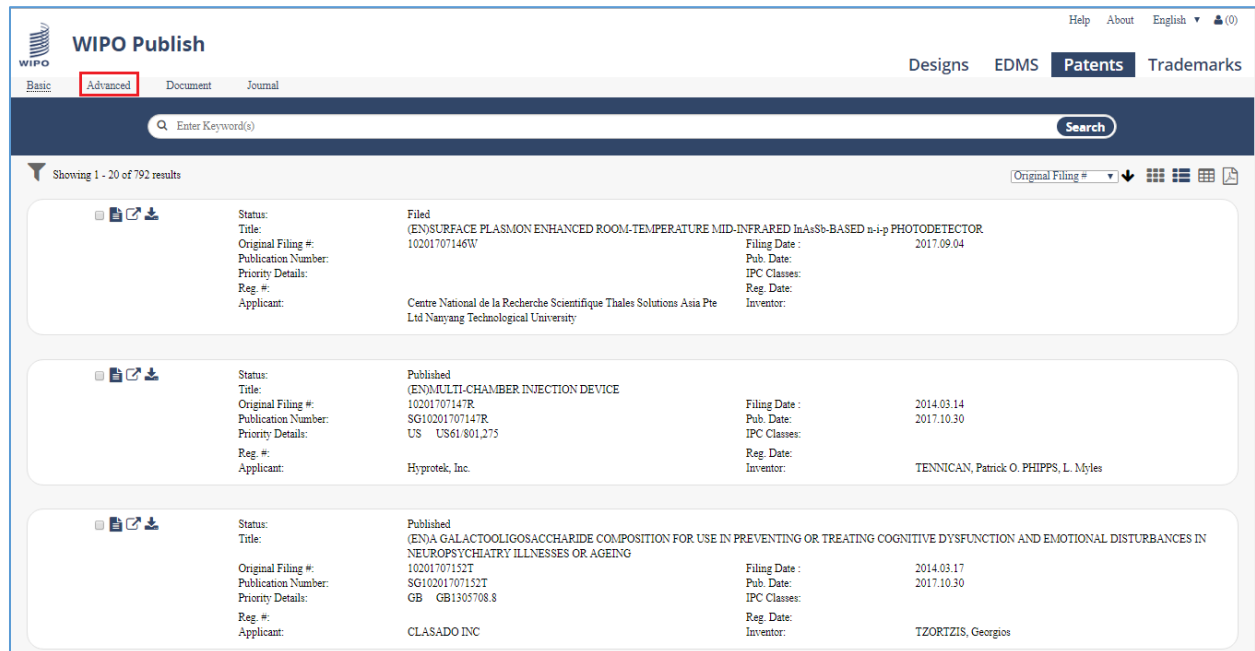 Help About English (0)
WIPO Publish
WIPO
Designs EDMS Patents Trademarks
Basic Advanced Document Journal
Enter Keyword(s) Search
Showing 1 - 20 of 792 results Original Filing #
Status: Filed
Title: (EN)SURFACE PLASMON ENHANCED ROOM-TEMPERATURE MID-INFRARED InAsSb-BASED n-i-p PHOTODETECTOR
Original Filing #: 10201707146W Filing Date : 2017.09.04
Publication Number: Pub. Date:
Priority Details: IPC Classes:
Reg. #: Reg. Date:
Applicant: Centre National de la Recherche Scientifique Thales Solutions Asia Pte Inventor:
Ltd Nanyang Technological University
Status: Published
Title: (EN)MULTI-CHAMBER INJECTION DEVICE
Original Filing #: 10201707147R Filing Date : 2014.03.14
Publication Number: SG10201707147R Pub. Date: 2017.10.30
Priority Details: US US61/801,275 IPC Classes:
Reg. #: Reg. Date:
Applicant: Hyprotek, Inc. Inventor: TENNICAN, Patrick O. PHIPPS, L. Myles
Status: Published
Title: (EN)A GALACTOOLIGOSACCHARIDE COMPOSITION FOR USE IN PREVENTING OR TREATING COGNITIVE DYSFUNCTION AND EMOTIONAL DISTURBANCES IN
NEUROPSYCHIATRY ILLNESSES OR AGEING
Original Filing #: 10201707152T Filing Date : 2014.03.17
Publication Number: SG10201707152T Pub. Date: 2017.10.30
Priority Details: GB GB1305708.8 IPC Classes:
Reg. #: Reg. Date:
Applicant: CLASADO INC Inventor: TZORTZIS, Georgios